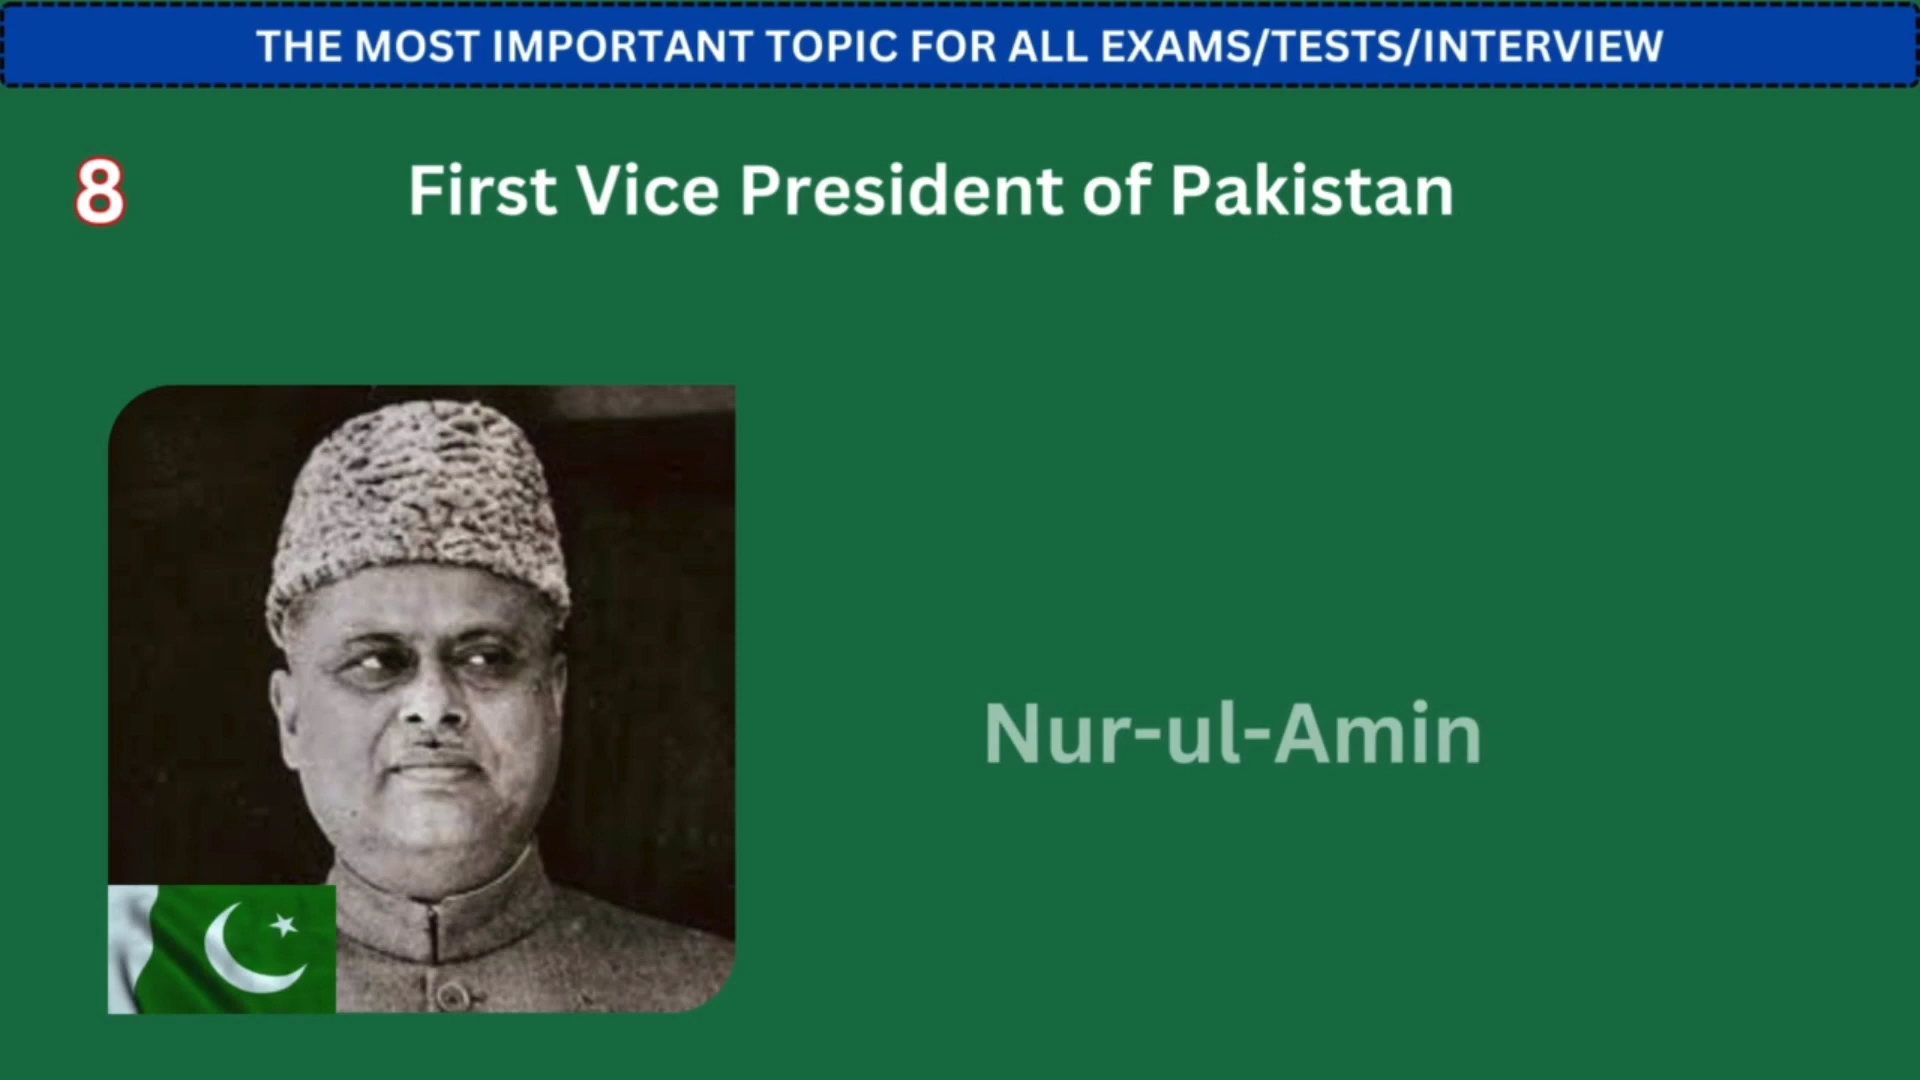 THE MOST IMPORTANT TOPIC FOR ALL EXAMS/TESTS/INTERVIEW
8
First Vice President of Pakistan
Nur-ul-Amin